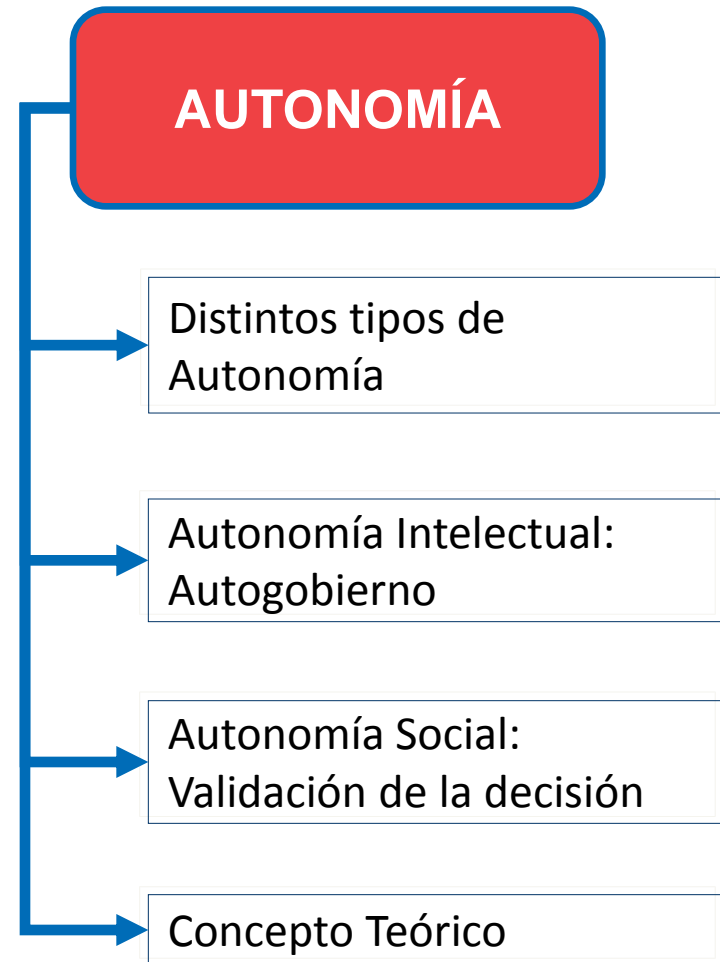 AUTONOMÍA
Distintos tipos de
Autonomía
Autonomía Intelectual:
Autogobierno
Autonomía Social:
Validación de la decisión
Concepto Teórico